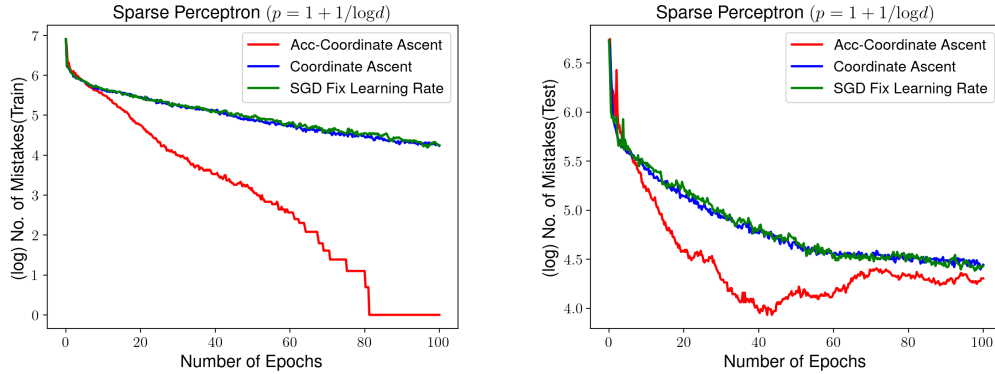 Sparse Perceptron (p = 1 + 1/logd)
(log) No. of Mistakes(Train)
7
6
5
4
3
2
1
0
Acc-Coordinate Ascent
Coordinate Ascent
SGD Fix Learning Rate
0 20 40 60 80 100
Number of Epochs
Sparse Perceptron (p = 1 + 1/logd)
(log) No. of Mistakes(Test)
6.5
6.0
5.5
5.0
4.5
4.0
Acc-Coordinate Ascent
Coordinate Ascent
SGD Fix Learning Rate
0 20 40 60 80 100
Number of Epochs